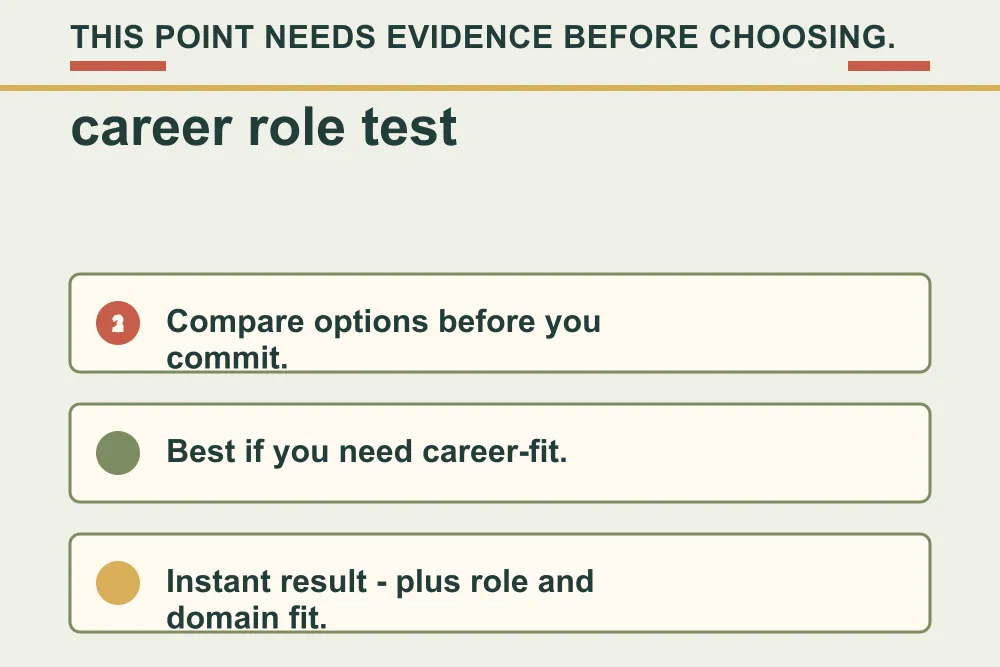 THIS POINT NEEDS EVIDENCE BEFORE CHOOSING.
career role test
Compare options before you
commit.
Best if you need career-fit.
Instant result - plus role and
domain fit.